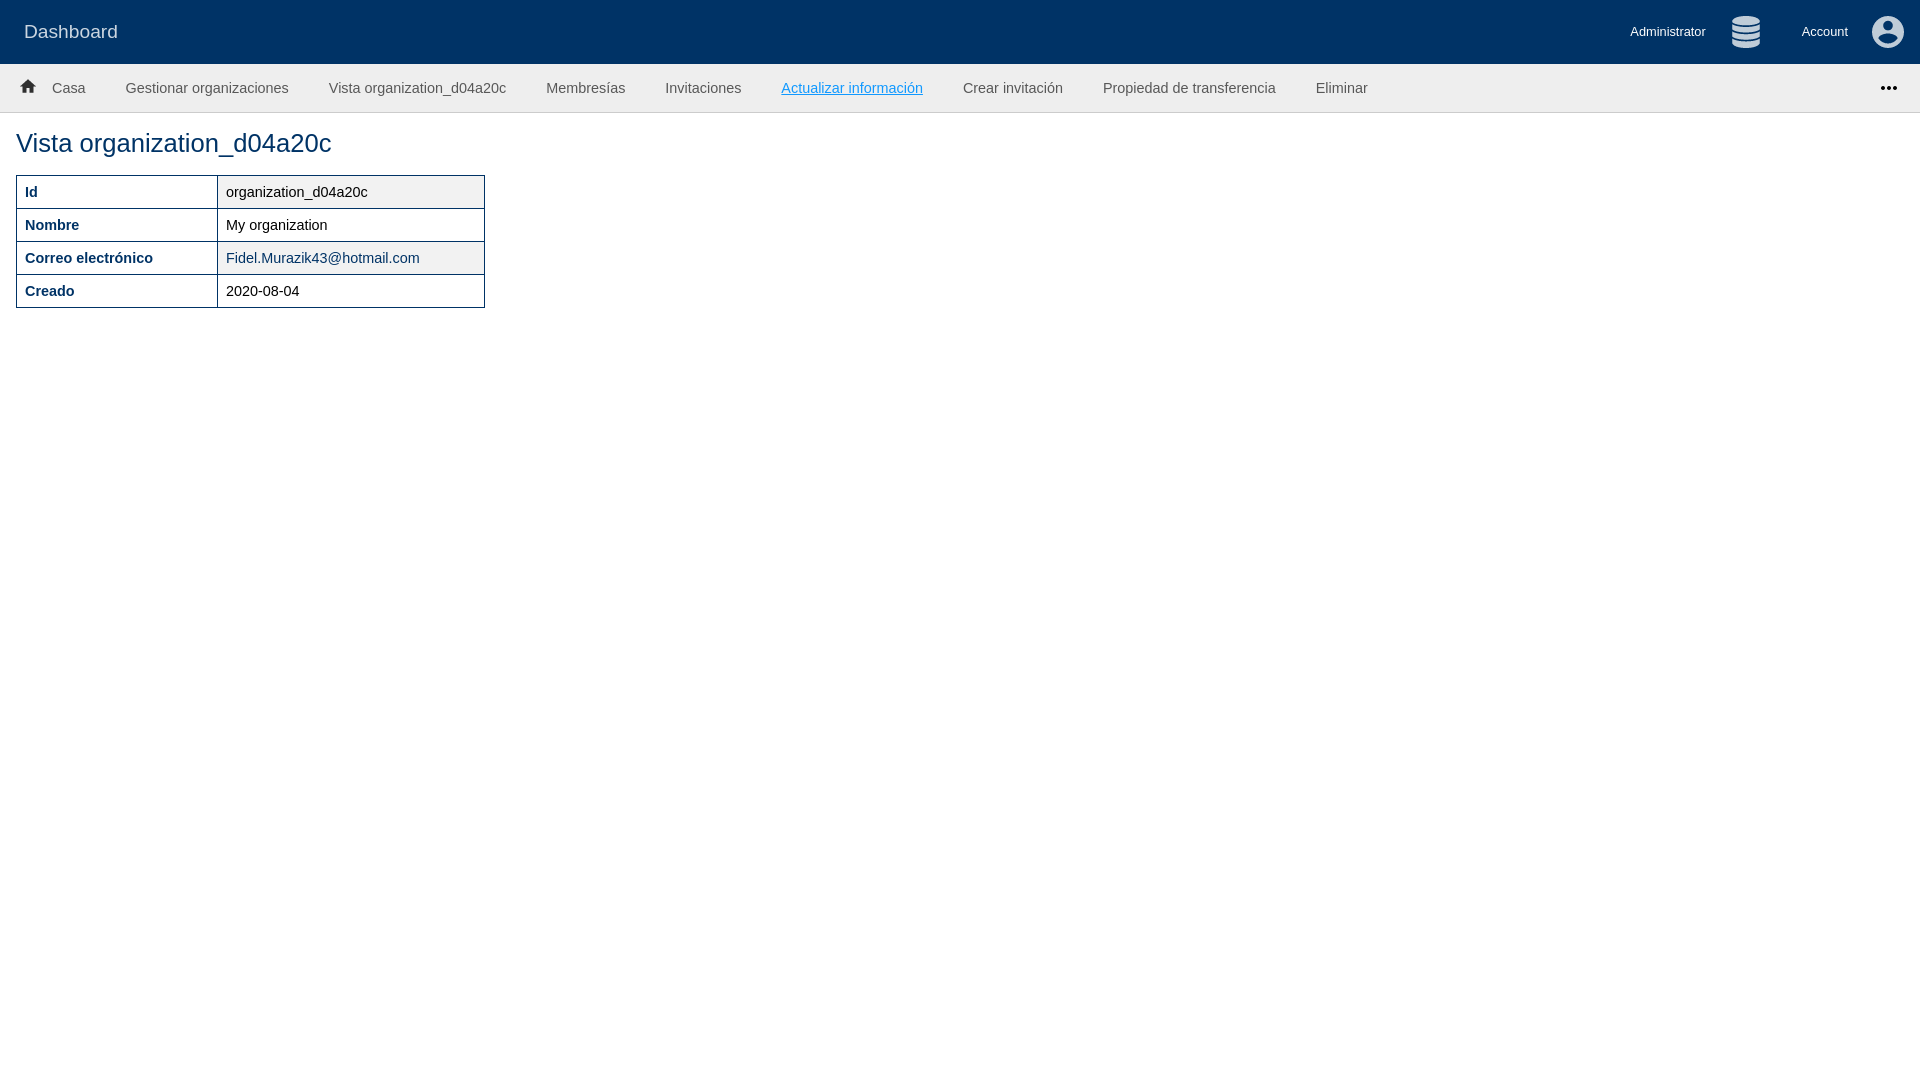 Dashboard
Administrator
Account
Casa
Gestionar organizaciones
Vista organization_d04a20c
Membresías
Invitaciones
Actualizar información
Crear invitación
Propiedad de transferencia
Eliminar
Vista organization_d04a20c
Id organization_d04a20c
Nombre My organization
Correo electrónico Fidel.Murazik43@hotmail.com
Creado 2020-08-04